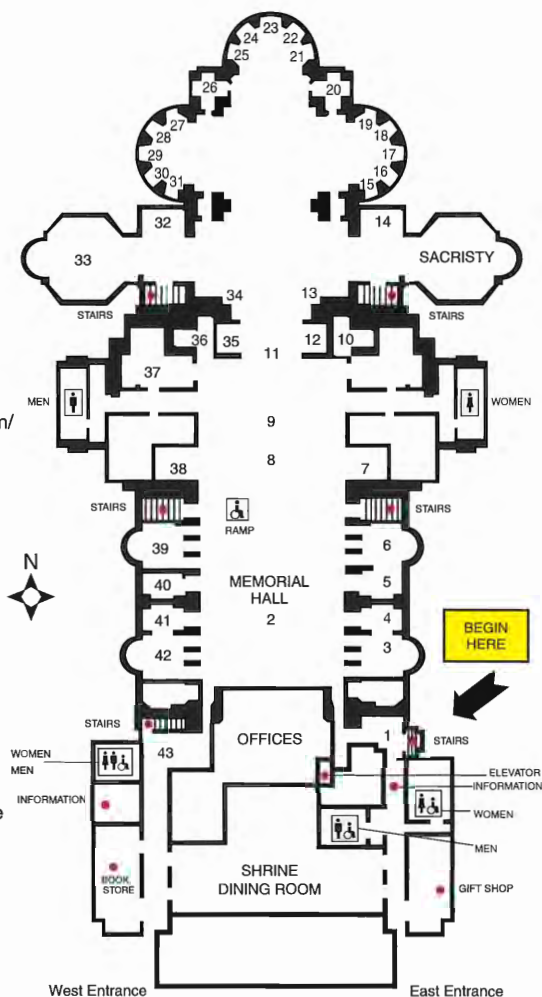 23
24 22
25 21
26 20
27 19
28 18
29 17
30 16
31 15
32 14
33 SACRISTY
34 13
STAIRS STAIRS
36 35 12 10
11
37
MEN WOMEN
n/
9
8
38 7
STAIRS STAIRS
RAMP
39 6
N
40 5
MEMORIAL
HALL
2
41 4
42 3
BEGIN
HERE
STAIRS
43
OFFICES
1
STAIRS
WOMEN
MEN
ELEVATOR
INFORMATION
INFORMATION
WOMEN
e
MEN
BOOK
STORE
SHRINE
DINING ROOM
GIFT SHOP
West Entrance East Entrance